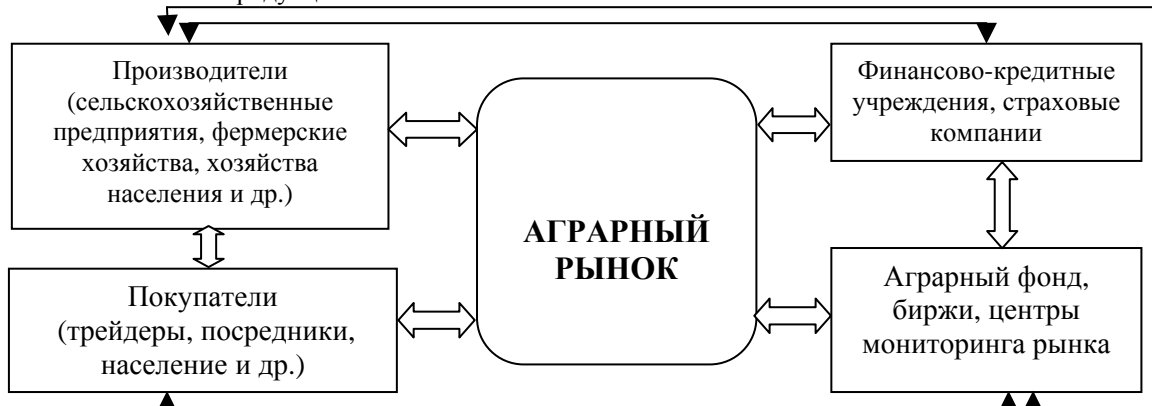 Производители
(сельскохозяйственные
предприятия, фермерские
хозяйства, хозяйства
населения и др.)
Финансово-кредитные
учреждения, страховые
компании
АГРАРНЫЙ
РЫНОК
Покупатели
(трейдеры, посредники,
население и др.)
Аграрный фонд,
биржи, центры
мониторинга рынка